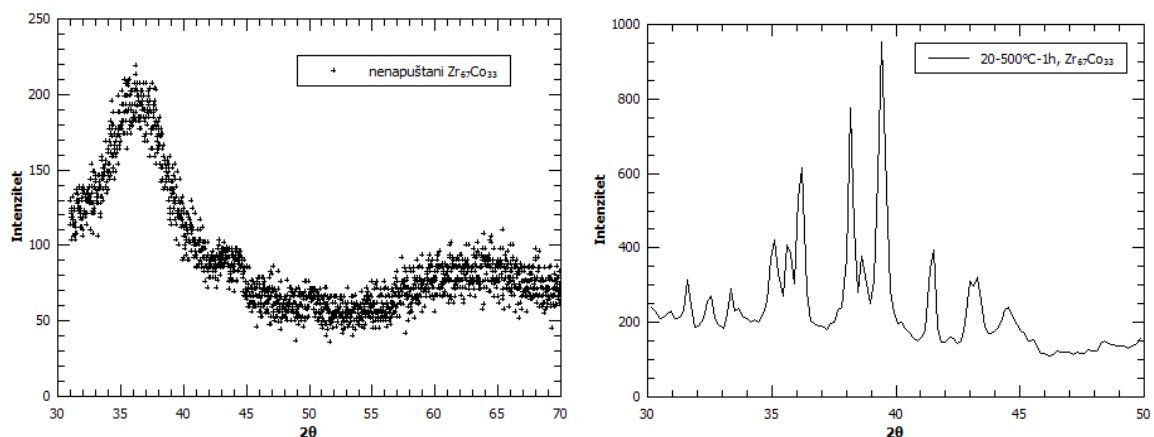 250
200
150
100
50
0
Intenzitet
nenapuštani Zr₆₇Co₃₃
30 35 40 45 50 55 60 65 70
2θ
1000
800
600
400
200
0
Intenzitet
20-500°C-1h, Zr₆₇Co₃₃
30 35 40 45 50
2θ